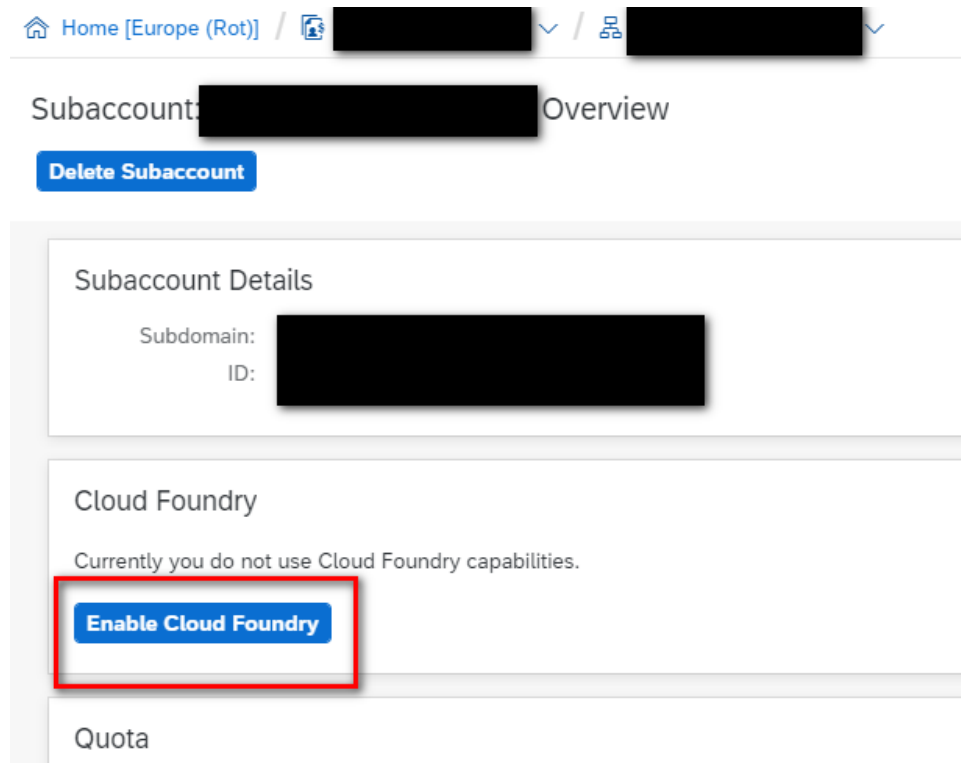 Home [Europe (Rot)] / /
Subaccount: Overview
Delete Subaccount
Subaccount Details
Subdomain:
ID:
Cloud Foundry
Currently you do not use Cloud Foundry capabilities.
Enable Cloud Foundry
Quota